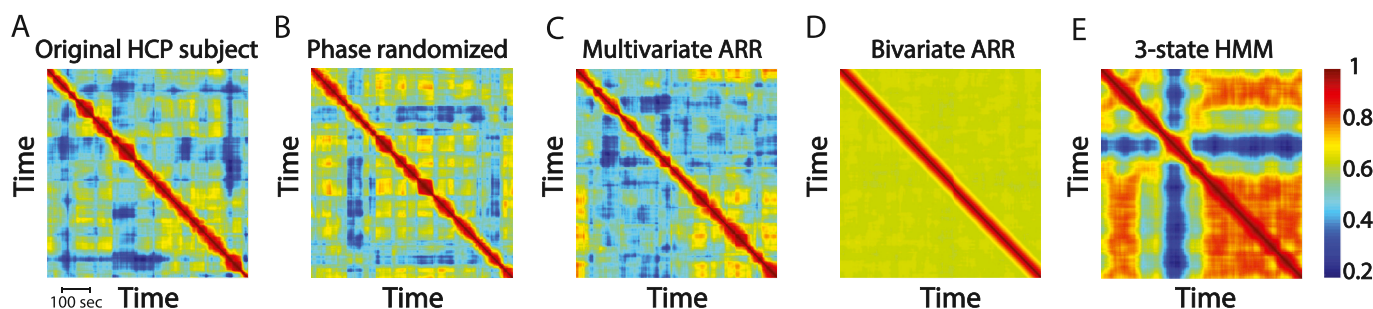 A B C D E
Original HCP subject Phase randomized Multivariate ARR Bivariate ARR 3-state HMM
1
0.8
0.6
0.4
0.2
Time Time Time Time Time
100 sec Time Time Time Time Time